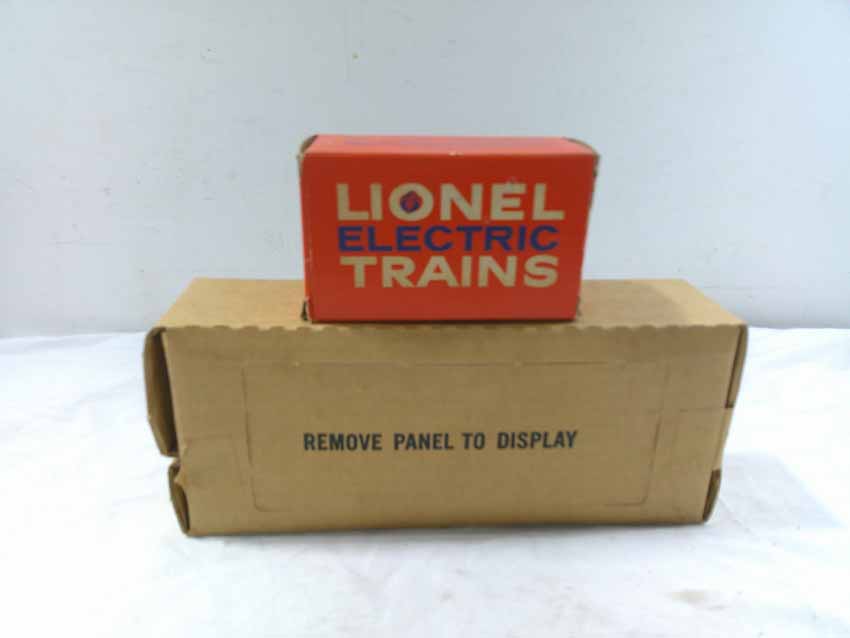 LIONEL
ELECTRIC
TRAINS
REMOVE PANEL TO DISPLAY